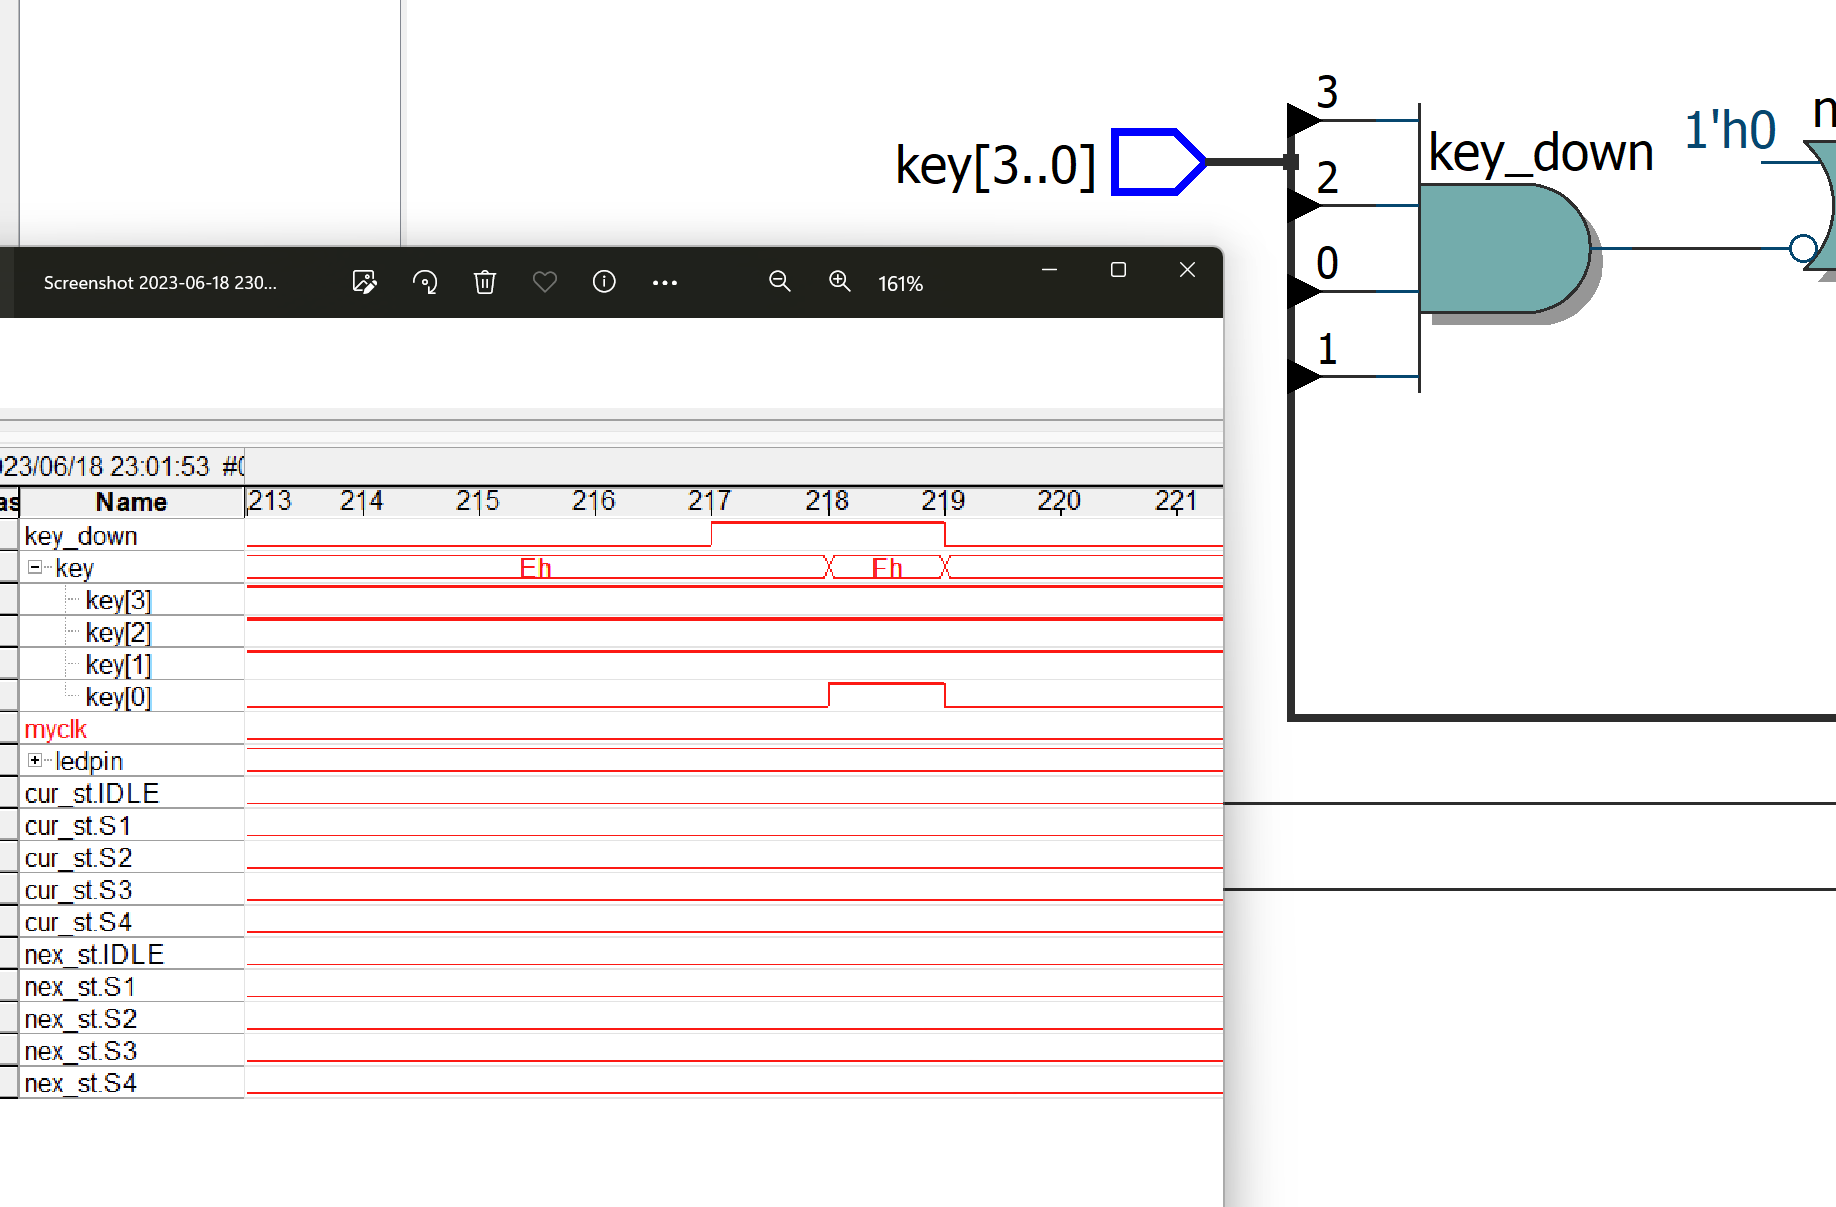 3
key[3..0]
2
0
1
key_down
1'h0
Screenshot 2023-06-18 230...
161%
23/06/18 23:01:53 #0
as
Name
213 214 215 216 217 218 219 220 221
key_down
key
Eh
Fh
key[3]
key[2]
key[1]
key[0]
myclk
ledpin
cur_st.IDLE
cur_st.S1
cur_st.S2
cur_st.S3
cur_st.S4
nex_st.IDLE
nex_st.S1
nex_st.S2
nex_st.S3
nex_st.S4